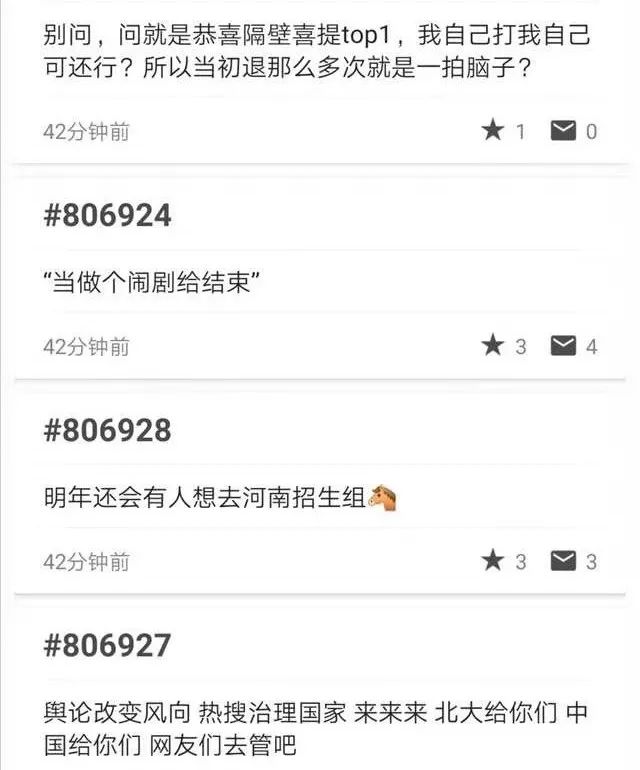 别问，问就是恭喜隔壁喜提top1，我自己打我自己
可还行？所以当初退那么多次就是一拍脑子？
42分钟前 ★ 1 0
#806924
“当做个闹剧给结束”
42分钟前 ★ 3 4
#806928
明年还会有人想去河南招生组🐴
42分钟前 ★ 3 3
#806927
舆论改变风向 热搜治理国家 来来来 北大给你们 中
国给你们 网友们去管吧